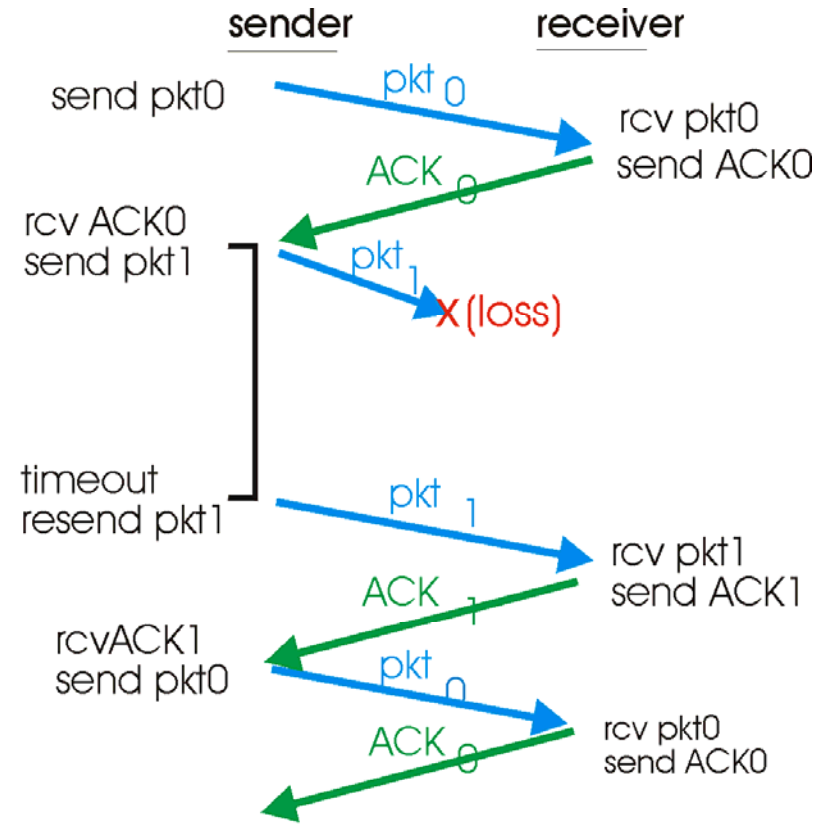 sender receiver
pkt 0
send pkt0
rcv pkt0
send ACK0
ACK 0
rcv ACK0
send pkt1
pkt 1
X (loss)
timeout
resend pkt1
pkt 1
rcv pkt1
send ACK1
ACK 1
rcvACK1
send pkt0
pkt 0
rcv pkt0
send ACK0
ACK 0